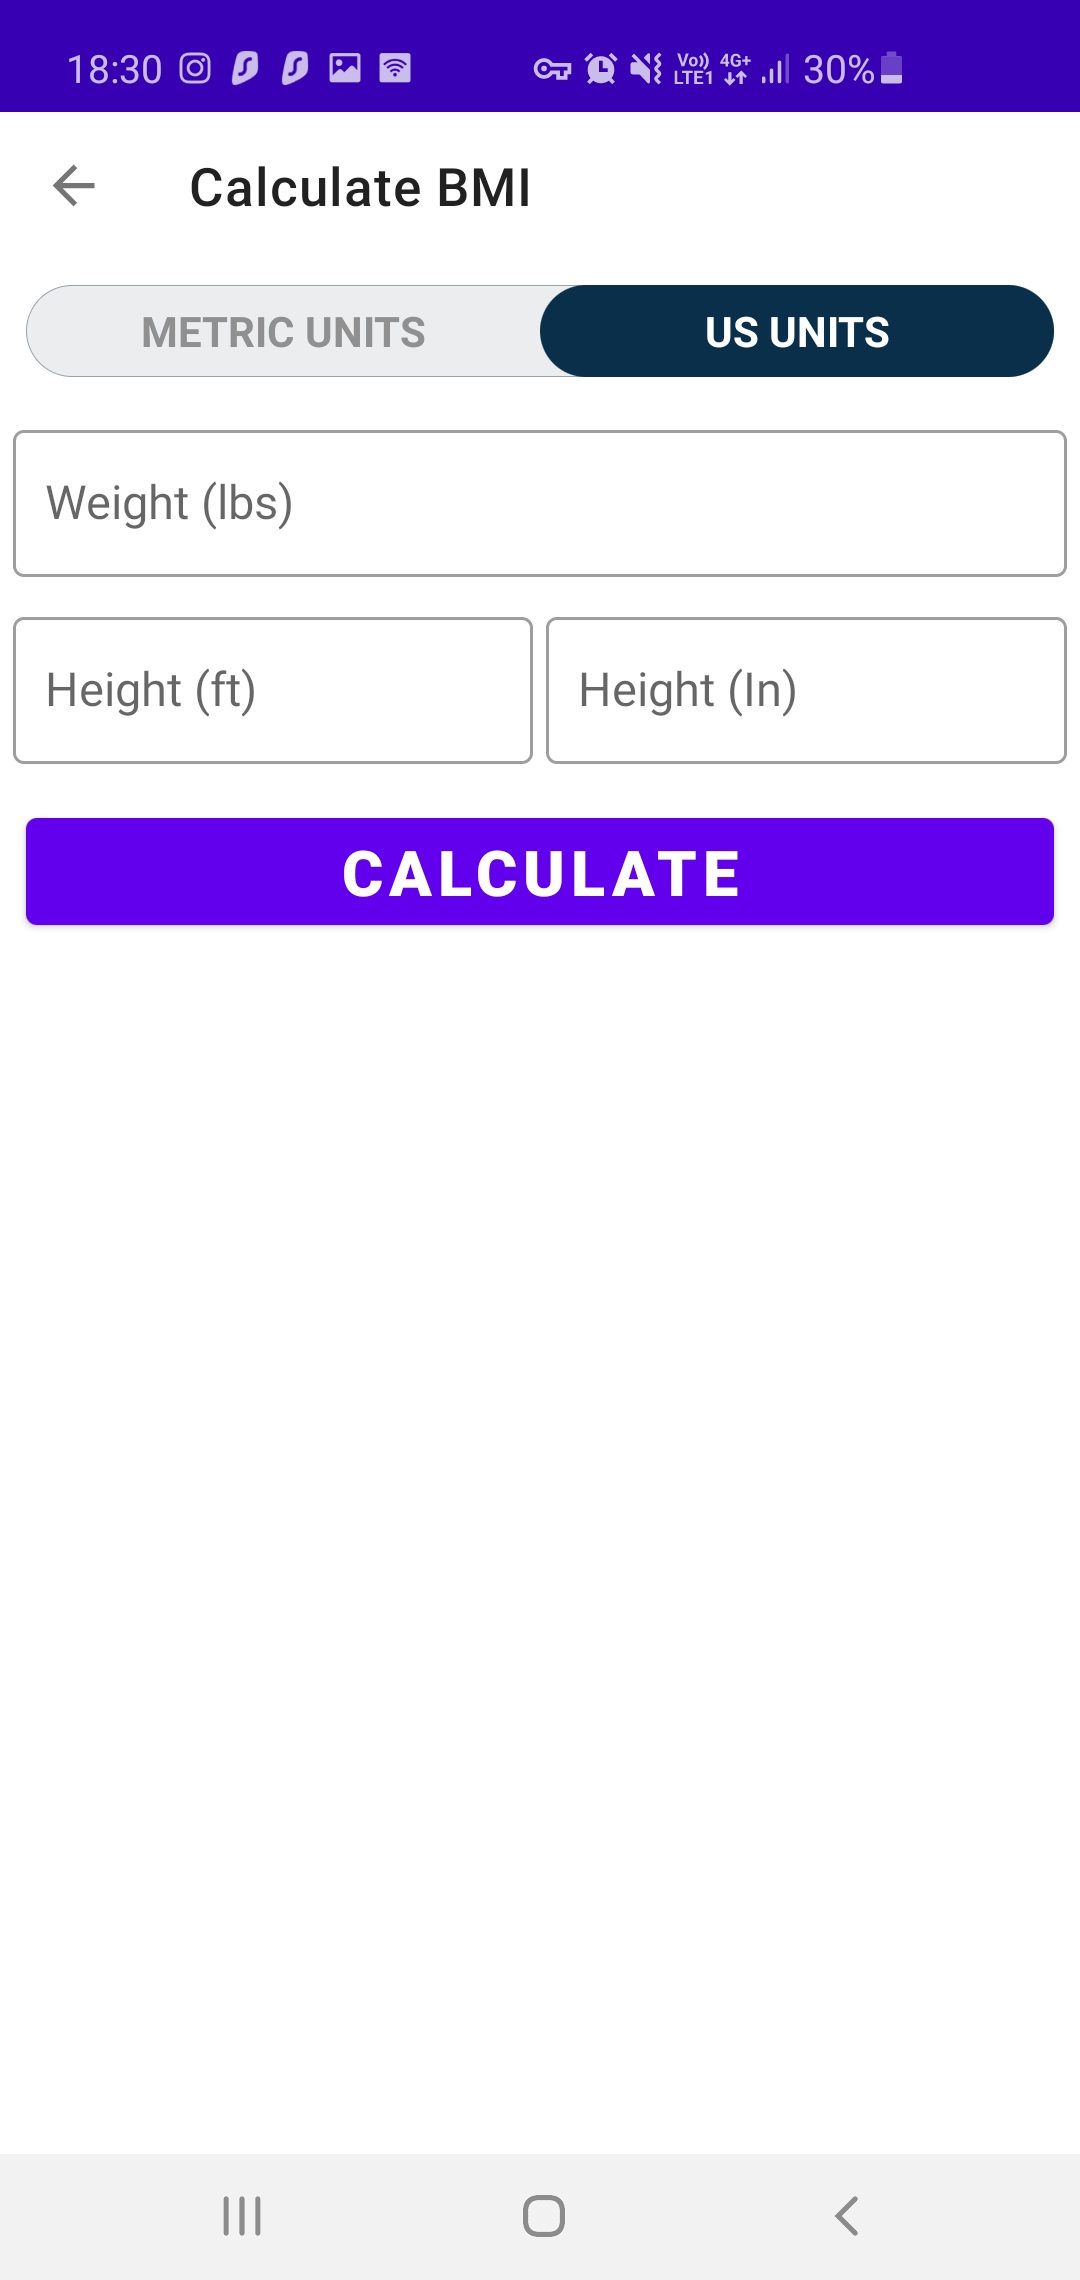 18:30 Vo)) LTE1 4G+ 30%
Calculate BMI
METRIC UNITS US UNITS
Weight (lbs)
Height (ft) Height (In)
CALCULATE